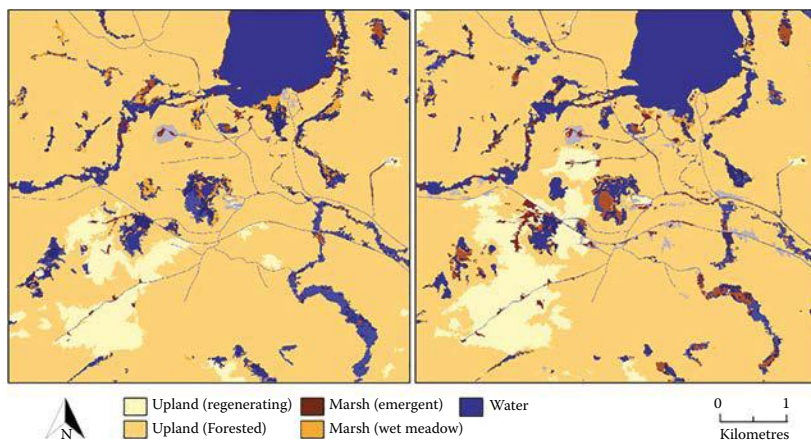 Upland (regenerating)
Marsh (emergent)
Water
Upland (Forested)
Marsh (wet meadow)
N
0 1
Kilometres